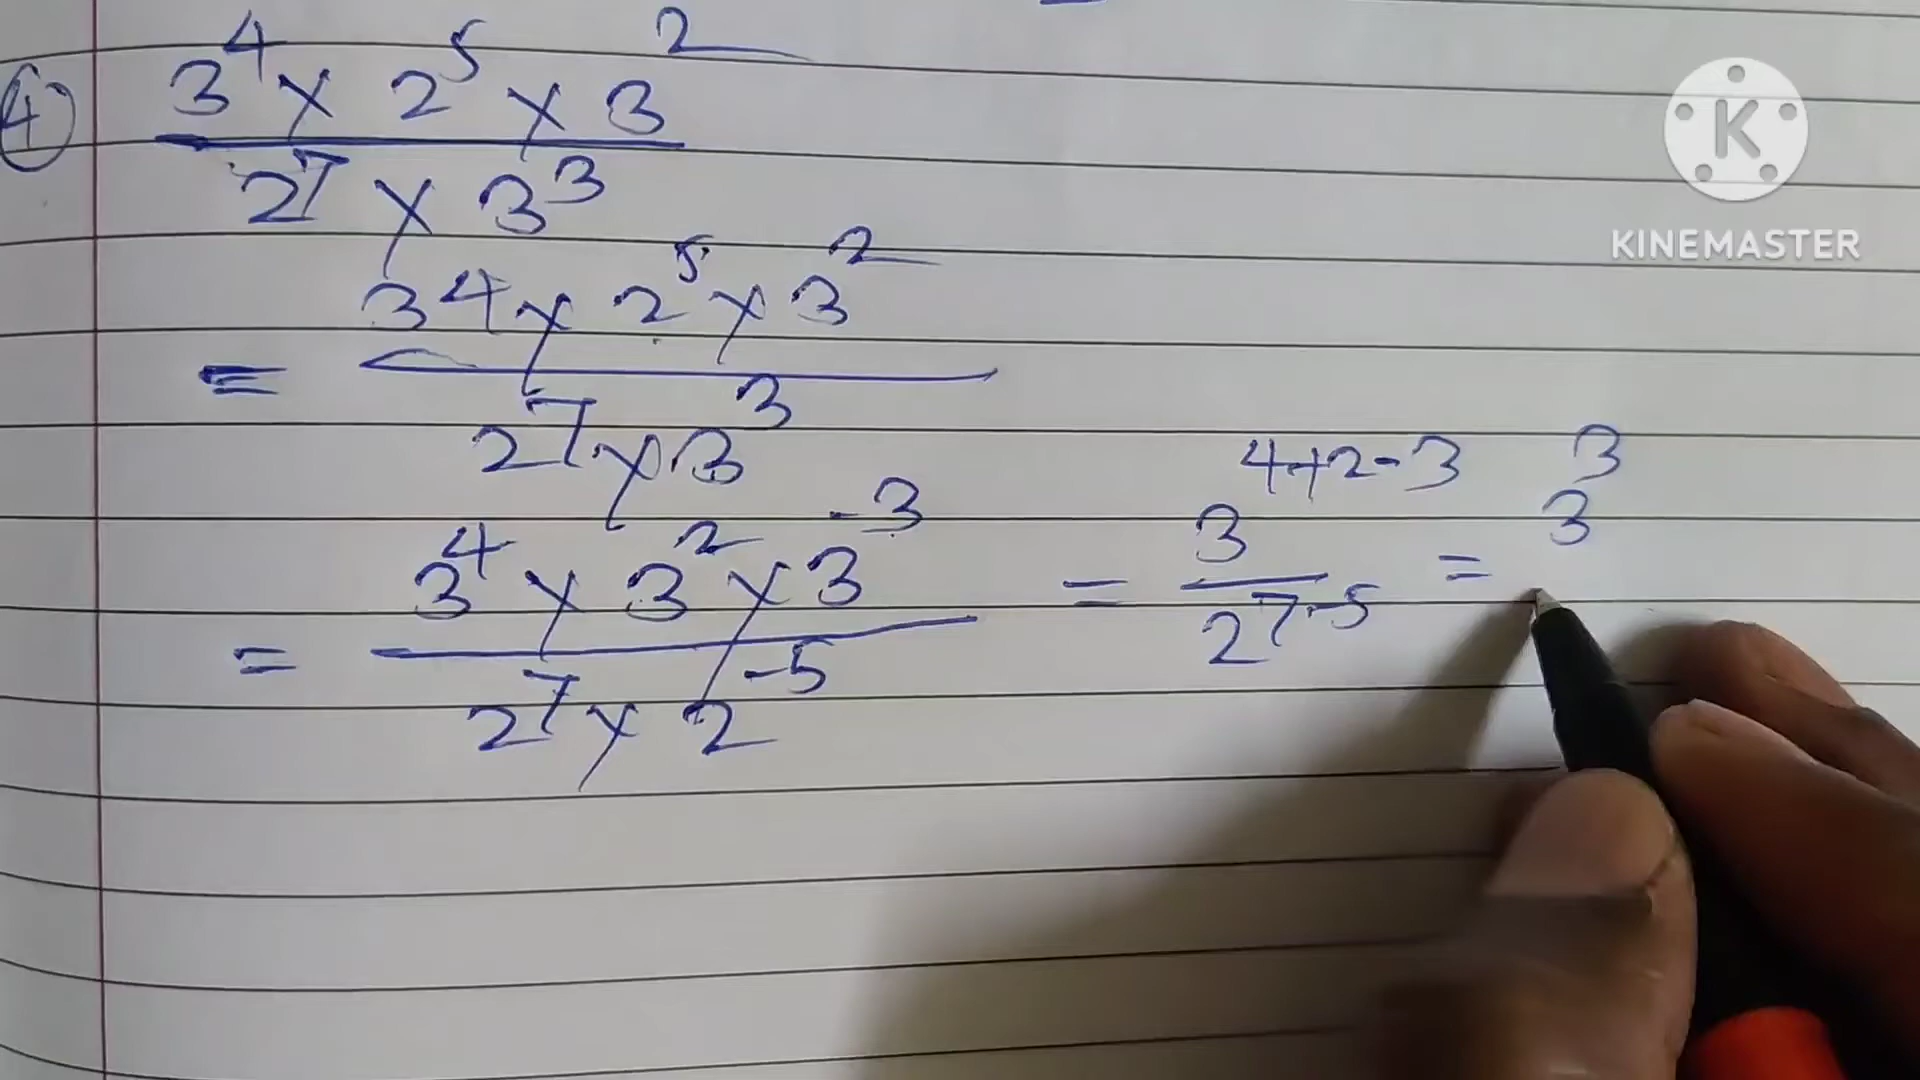 ④ 3⁴ × 2⁵ × 3²
2⁷ × 3³
= 3⁴ × 2⁵ × 3²
2⁷ × 3³
= 3⁴ × 3² × 3⁻³
2⁷ × 2⁻⁵
= 3⁴⁺²⁻³ = 3³
2⁷⁻⁵
K
KINEMASTER